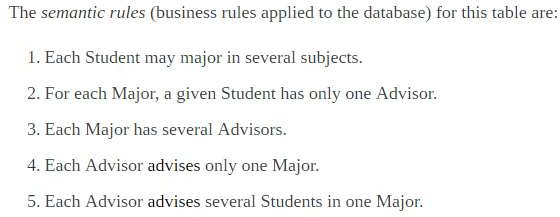 The semantic rules (business rules applied to the database) for this table are:
1. Each Student may major in several subjects.
2. For each Major, a given Student has only one Advisor.
3. Each Major has several Advisors.
4. Each Advisor advises only one Major.
5. Each Advisor advises several Students in one Major.